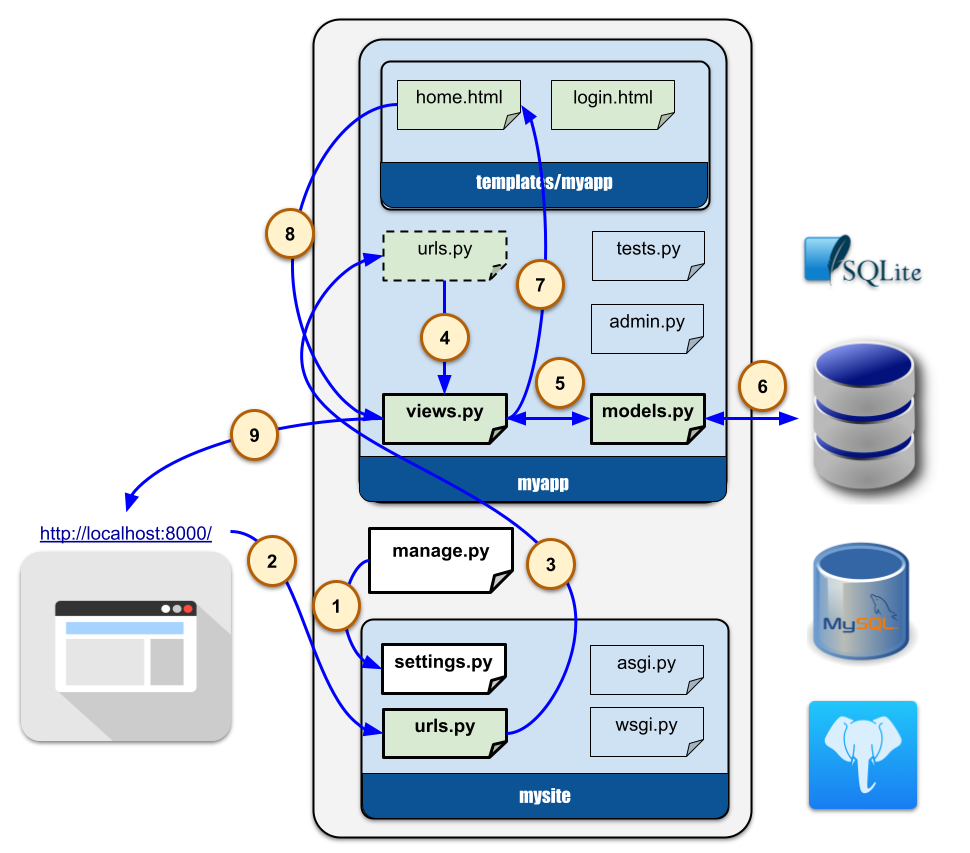 home.html
login.html
templates/myapp
8
urls.py
tests.py
SQLite
7
admin.py
4
5
6
views.py
models.py
9
myapp
http://localhost:8000/
2
manage.py
3
1
MySQL
settings.py
asgi.py
urls.py
wsgi.py
mysite